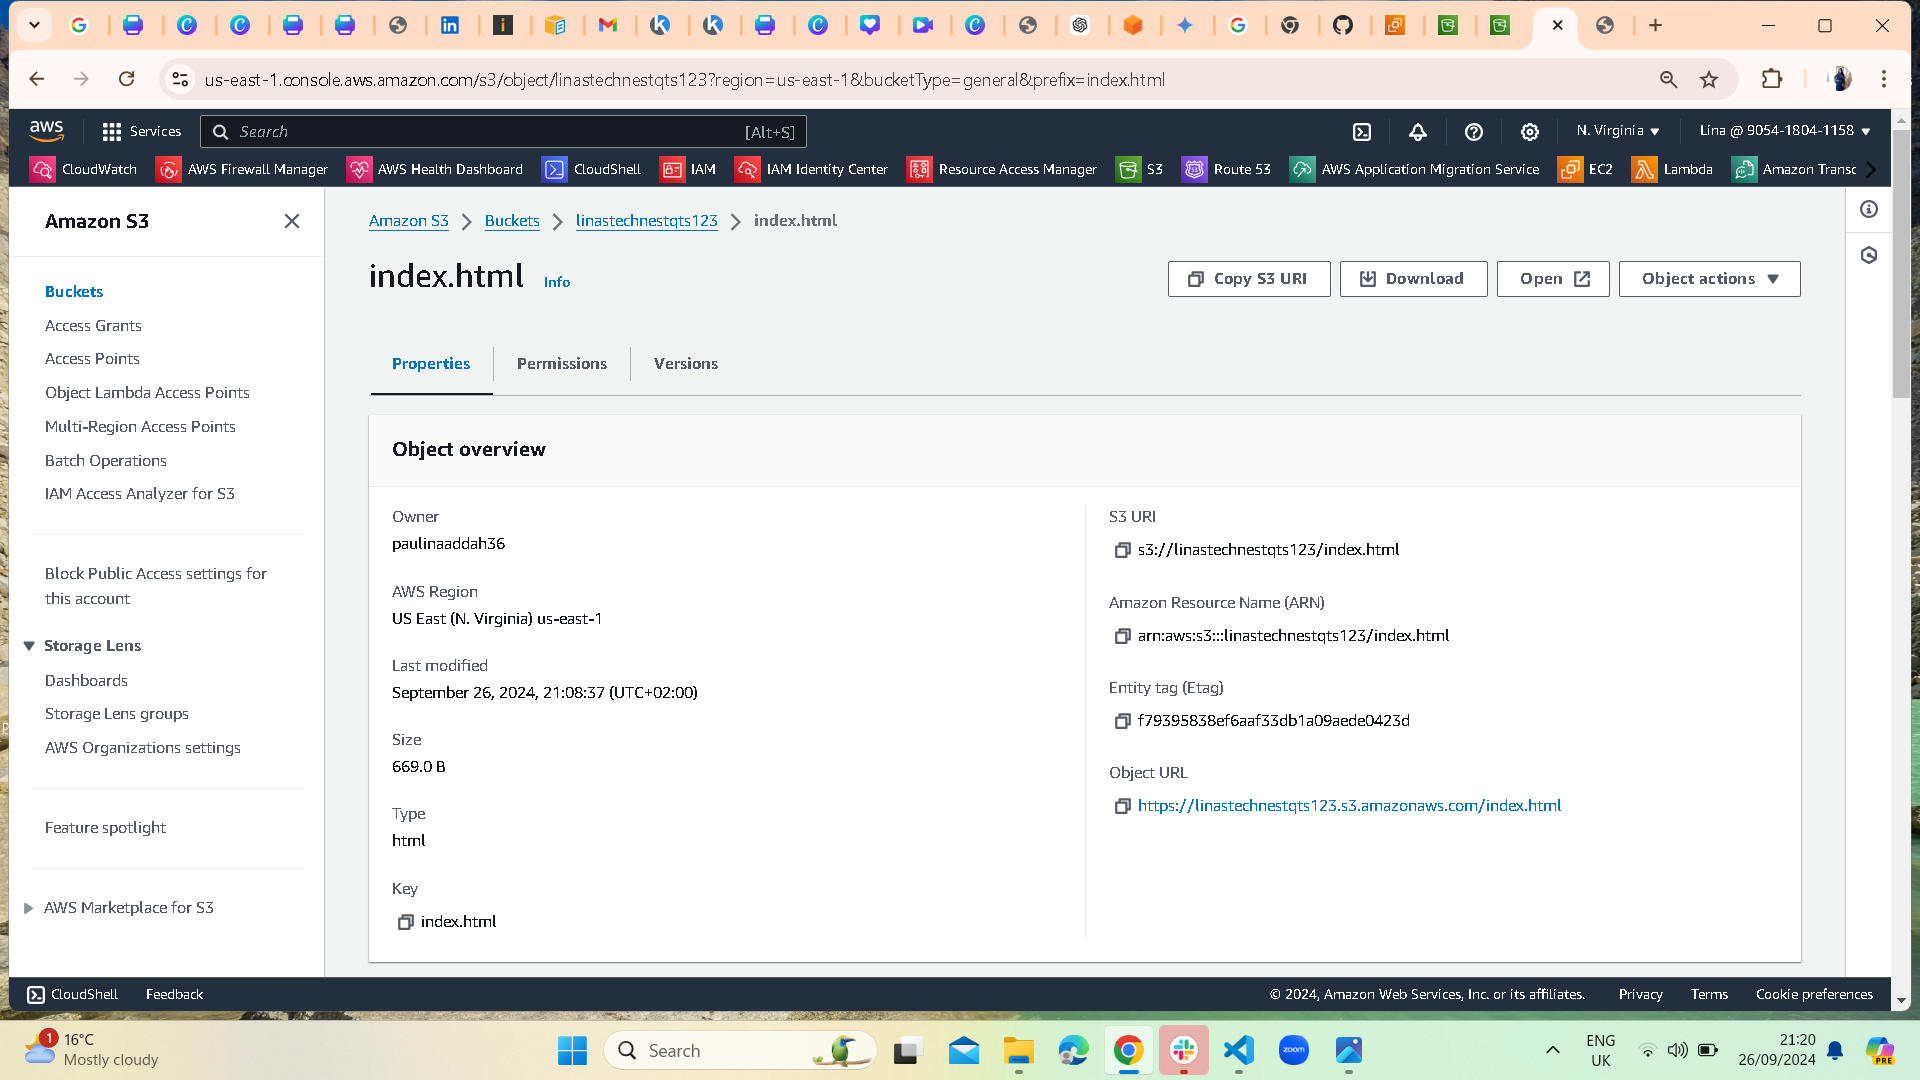 us-east-1.console.aws.amazon.com/s3/object/linastechnestqts123?region=us-east-1&bucketType=general&prefix=index.html
aws
Services
Search
[Alt+S]
N. Virginia
Lina @ 9054-1804-1158
CloudWatch
AWS Firewall Manager
AWS Health Dashboard
CloudShell
IAM
IAM Identity Center
Resource Access Manager
S3
Route 53
AWS Application Migration Service
EC2
Lambda
Amazon Transc
Amazon S3
Buckets
Access Grants
Access Points
Object Lambda Access Points
Multi-Region Access Points
Batch Operations
IAM Access Analyzer for S3
Block Public Access settings for
this account
Storage Lens
Dashboards
Storage Lens groups
AWS Organizations settings
Feature spotlight
AWS Marketplace for S3
Amazon S3
Buckets
linastechnestqts123
index.html
index.html
Info
Copy S3 URI
Download
Open
Object actions
Properties
Permissions
Versions
Object overview
Owner
paulinaaddah36
AWS Region
US East (N. Virginia) us-east-1
Last modified
September 26, 2024, 21:08:37 (UTC+02:00)
Size
669.0 B
Type
html
Key
index.html
S3 URI
s3://linastechnestqts123/index.html
Amazon Resource Name (ARN)
arn:aws:s3:::linastechnestqts123/index.html
Entity tag (Etag)
f79395838ef6aaf33db1a09aede0423d
Object URL
https://linastechnestqts123.s3.amazonaws.com/index.html
CloudShell
Feedback
© 2024, Amazon Web Services, Inc. or its affiliates.
Privacy
Terms
Cookie preferences
1
16°C
Mostly cloudy
Search
zoom
ENG
UK
21:20
26/09/2024
PRE